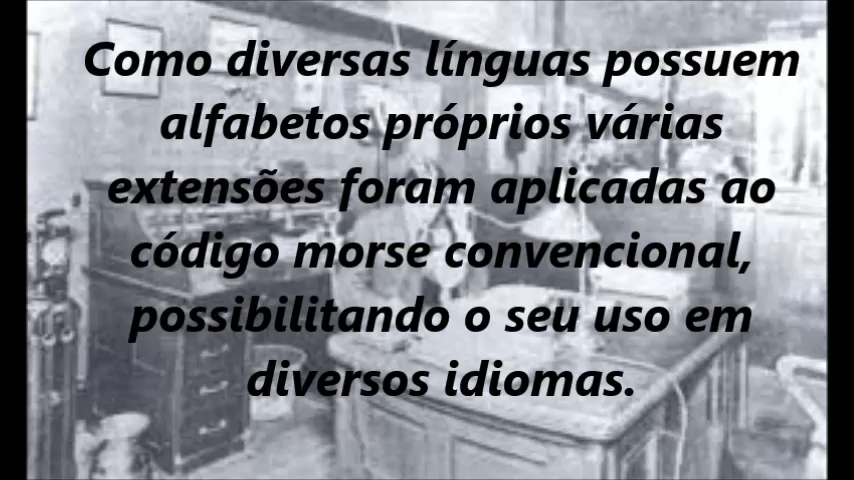 Como diversas línguas possuem
alfabetos próprios várias
extensões foram aplicadas ao
código morse convencional,
possibilitando o seu uso em
diversos idiomas.